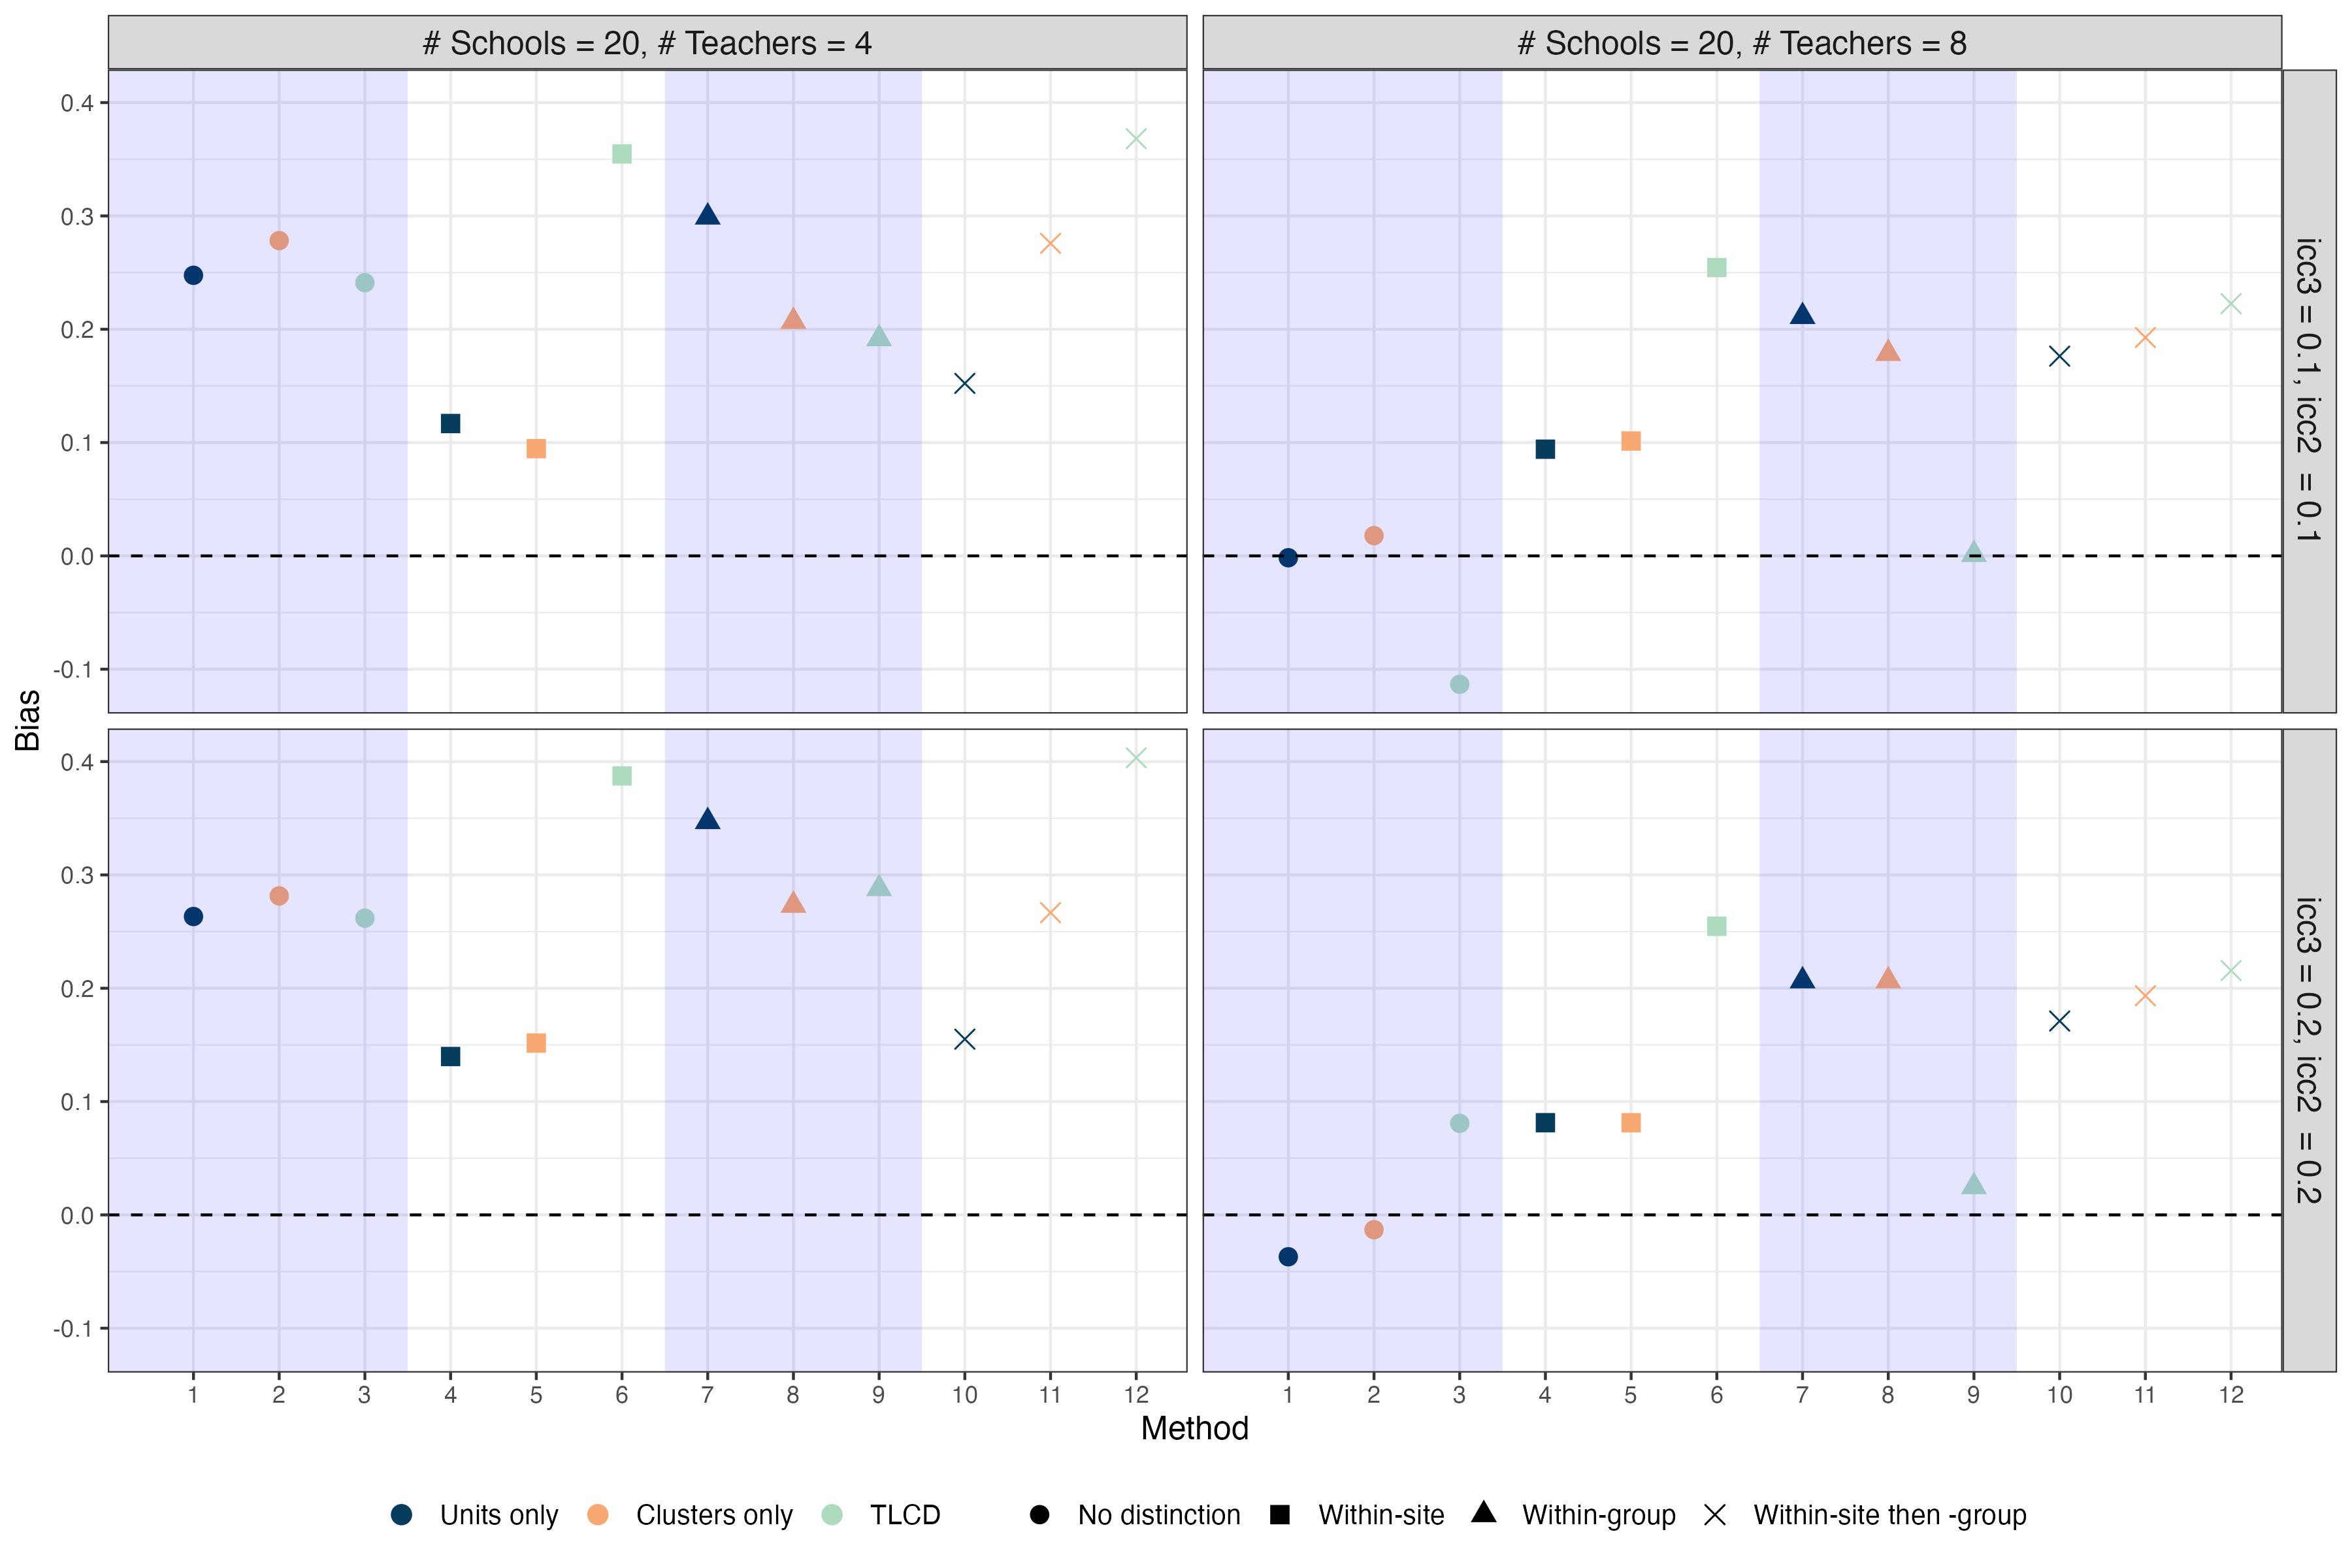 # Schools = 20, # Teachers = 4
# Schools = 20, # Teachers = 8
0.4
0.3
0.2
0.1
0.0
-0.1
icc3 = 0.1, icc2 = 0.1
Bias
0.4
0.3
0.2
0.1
0.0
-0.1
icc3 = 0.2, icc2 = 0.2
1 2 3 4 5 6 7 8 9 10 11 12
1 2 3 4 5 6 7 8 9 10 11 12
Method
Units only Clusters only TLCD No distinction Within-site Within-group Within-site then -group